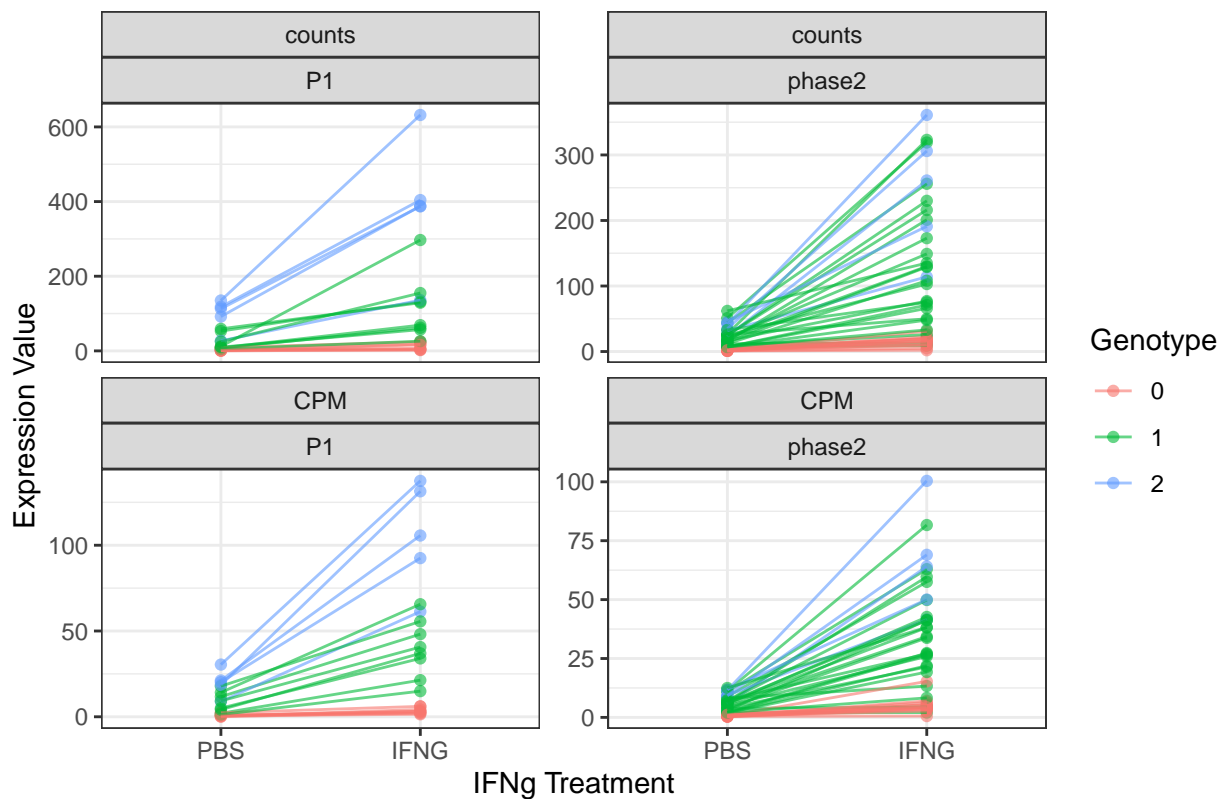 counts
P1
counts
phase2
600
400
200
0
300
200
100
0
CPM
P1
CPM
phase2
100
50
0
100
75
50
25
0
PBS
IFNG
PBS
IFNG
IFNg Treatment
Expression Value
Genotype
0
1
2